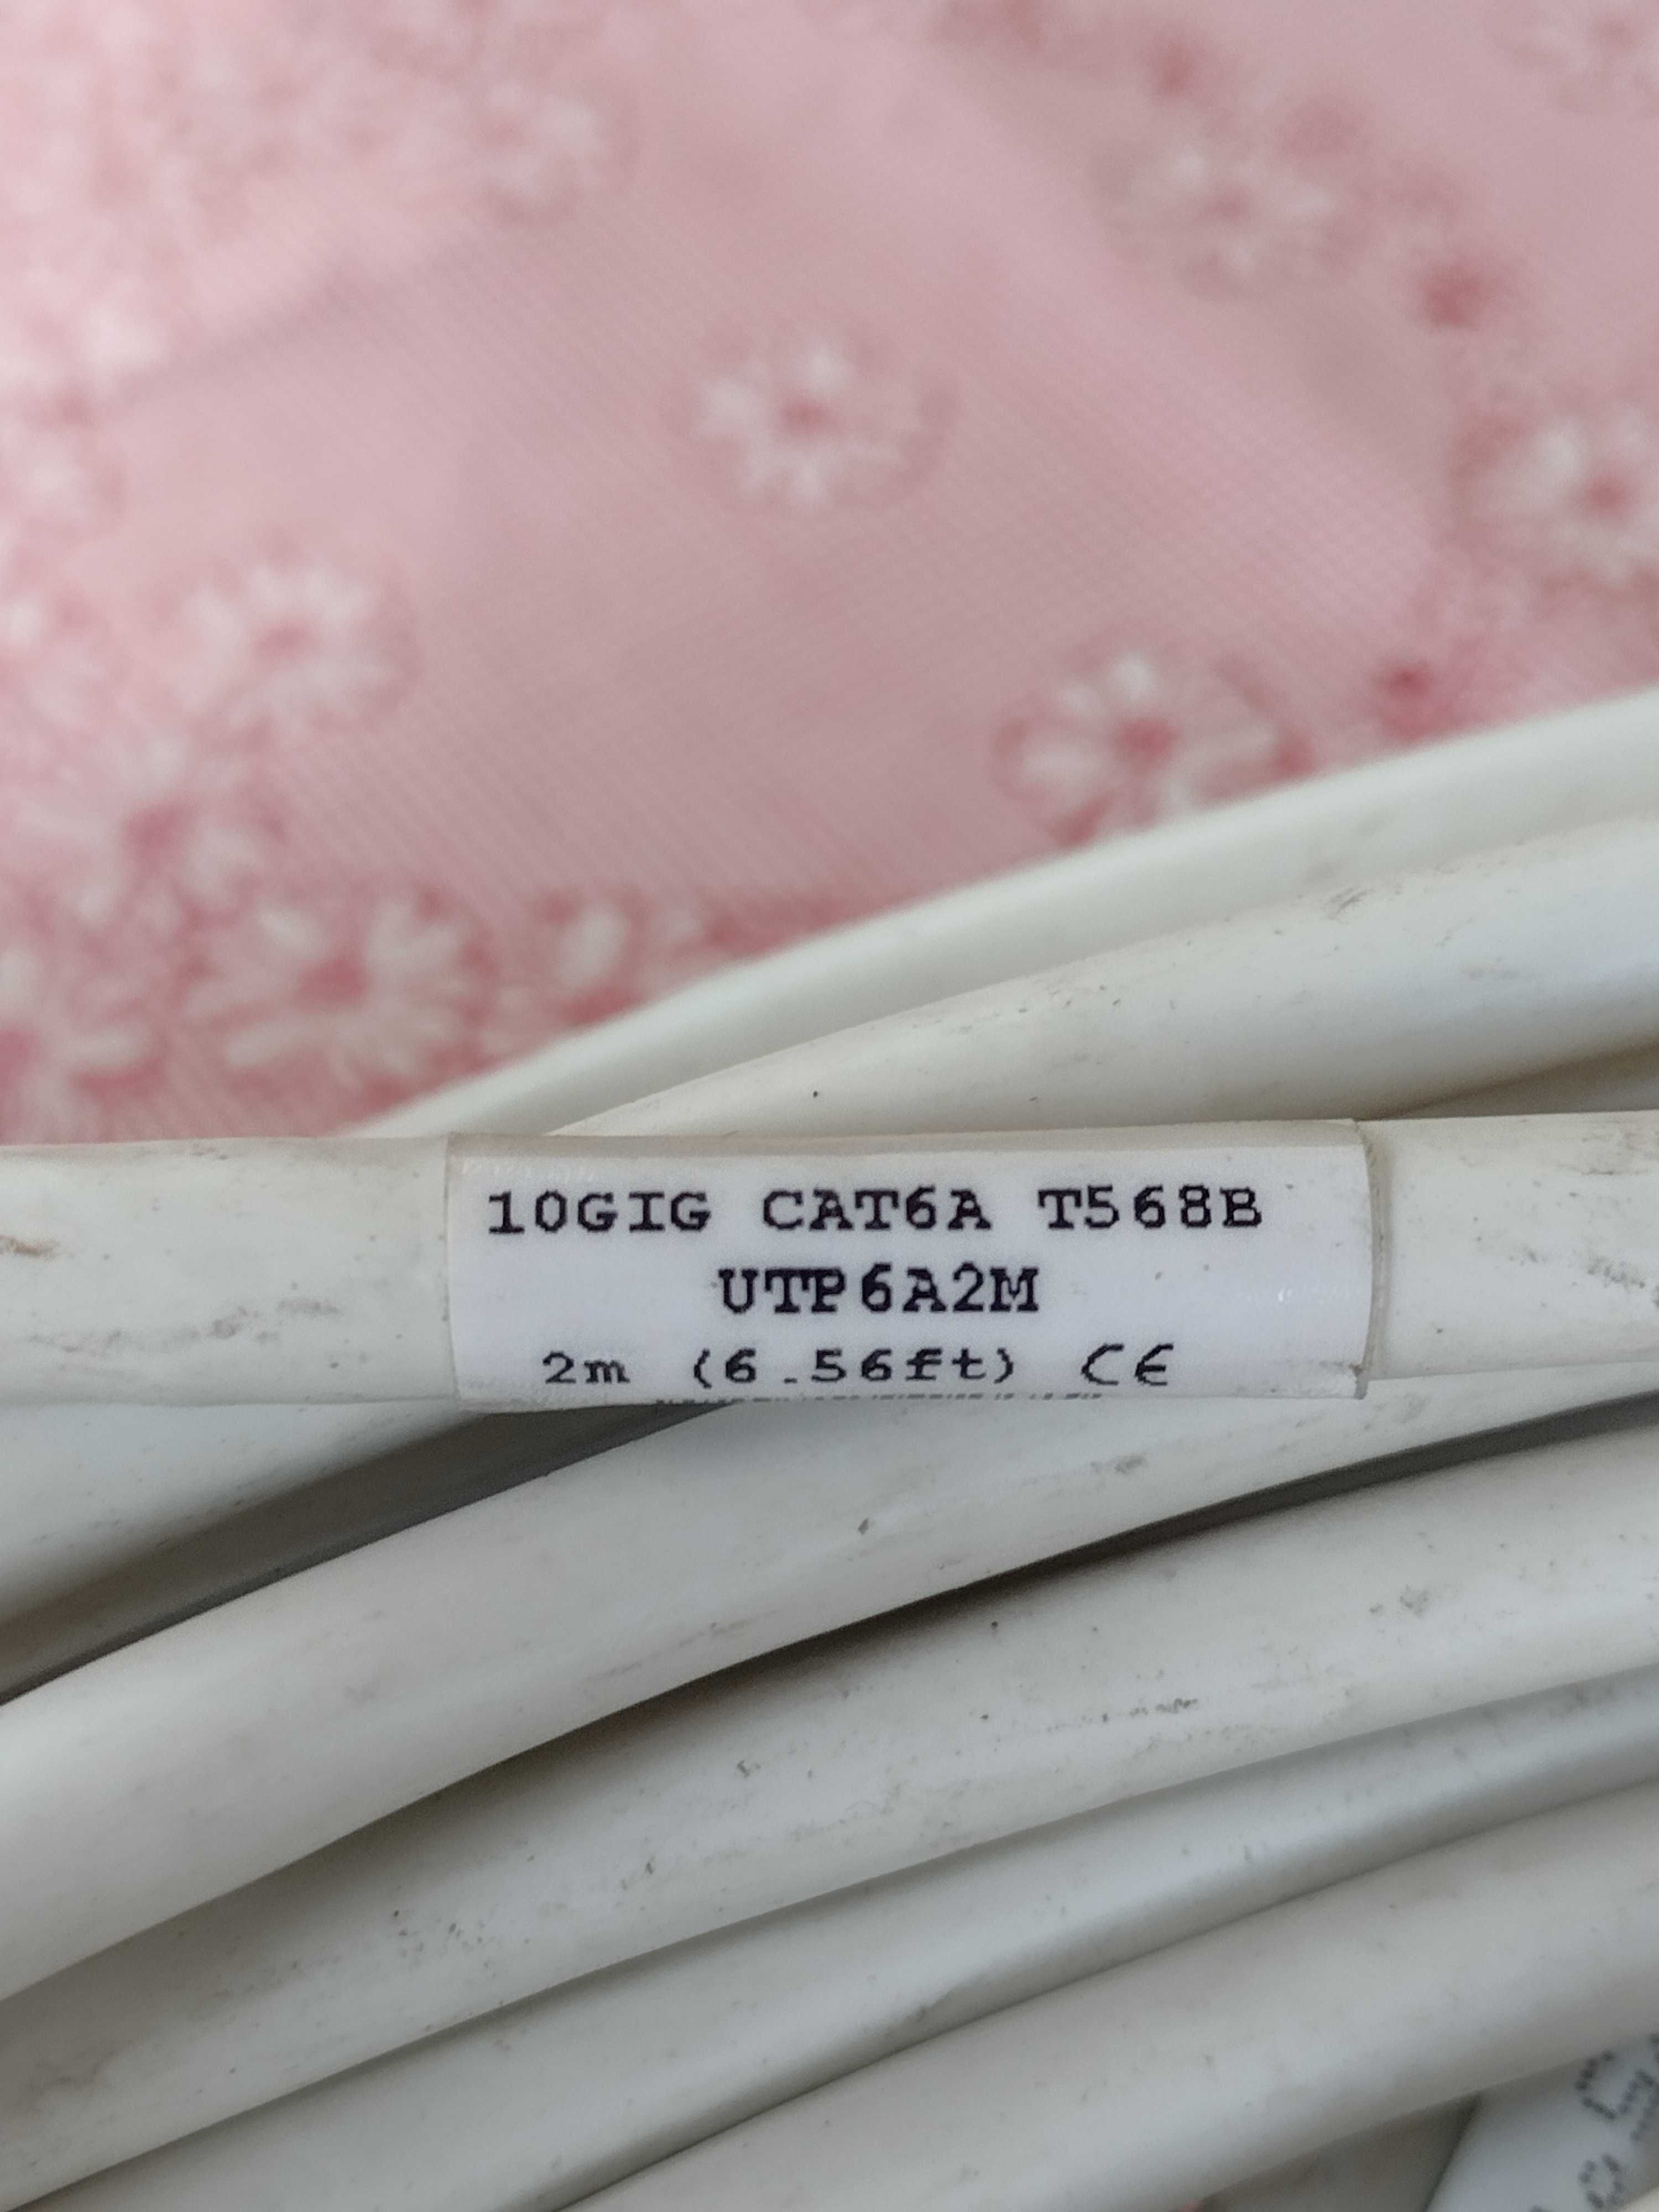 10GIG CAT6A T568B
UTP6A2M
2m (6.56ft) CE